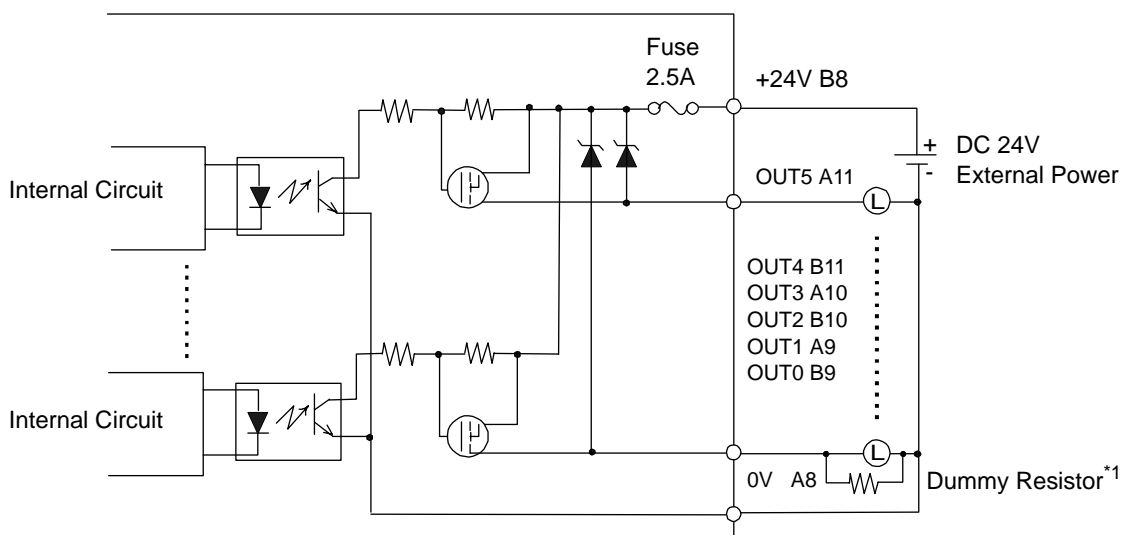 Fuse
2.5A
+24V B8
+ DC 24V
- External Power
Internal Circuit
OUT5 A11
L
OUT4 B11
OUT3 A10
OUT2 B10
OUT1 A9
OUT0 B9
Internal Circuit
L
0V A8
Dummy Resistor*1